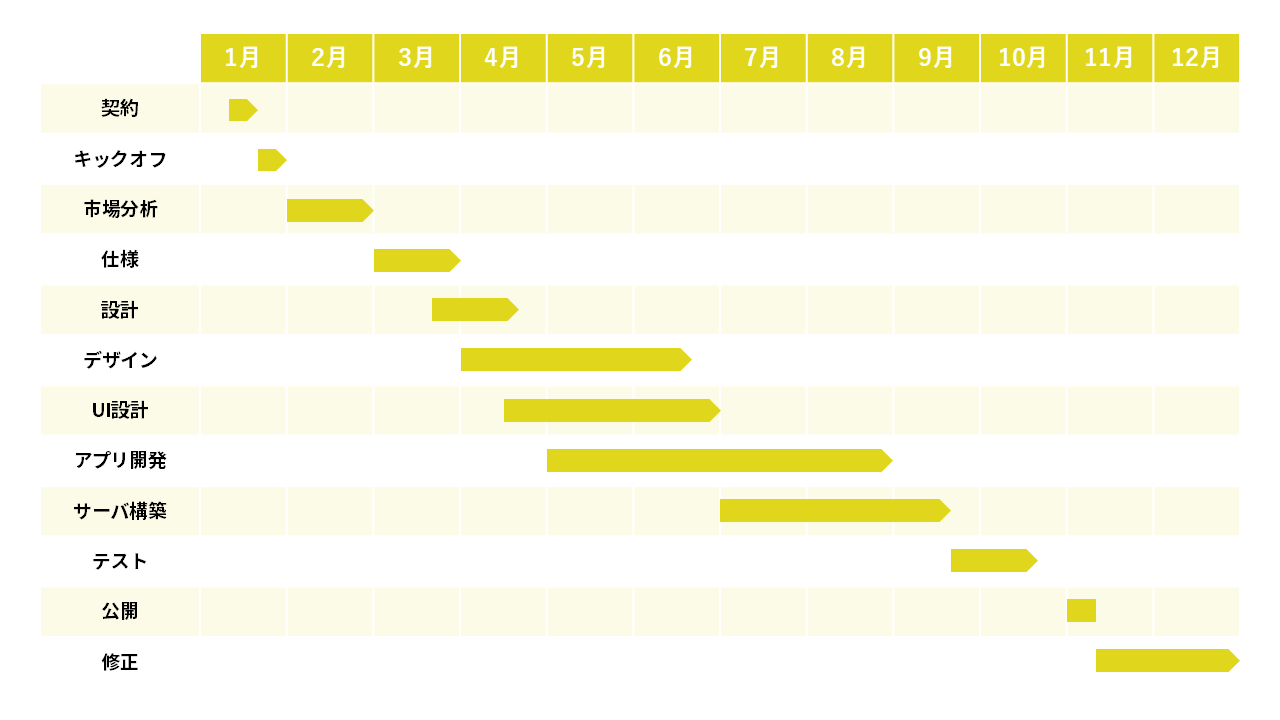 1月 2月 3月 4月 5月 6月 7月 8月 9月 10月 11月 12月
契約
キックオフ
市場分析
仕様
設計
デザイン
UI設計
アプリ開発
サーバ構築
テスト
公開
修正